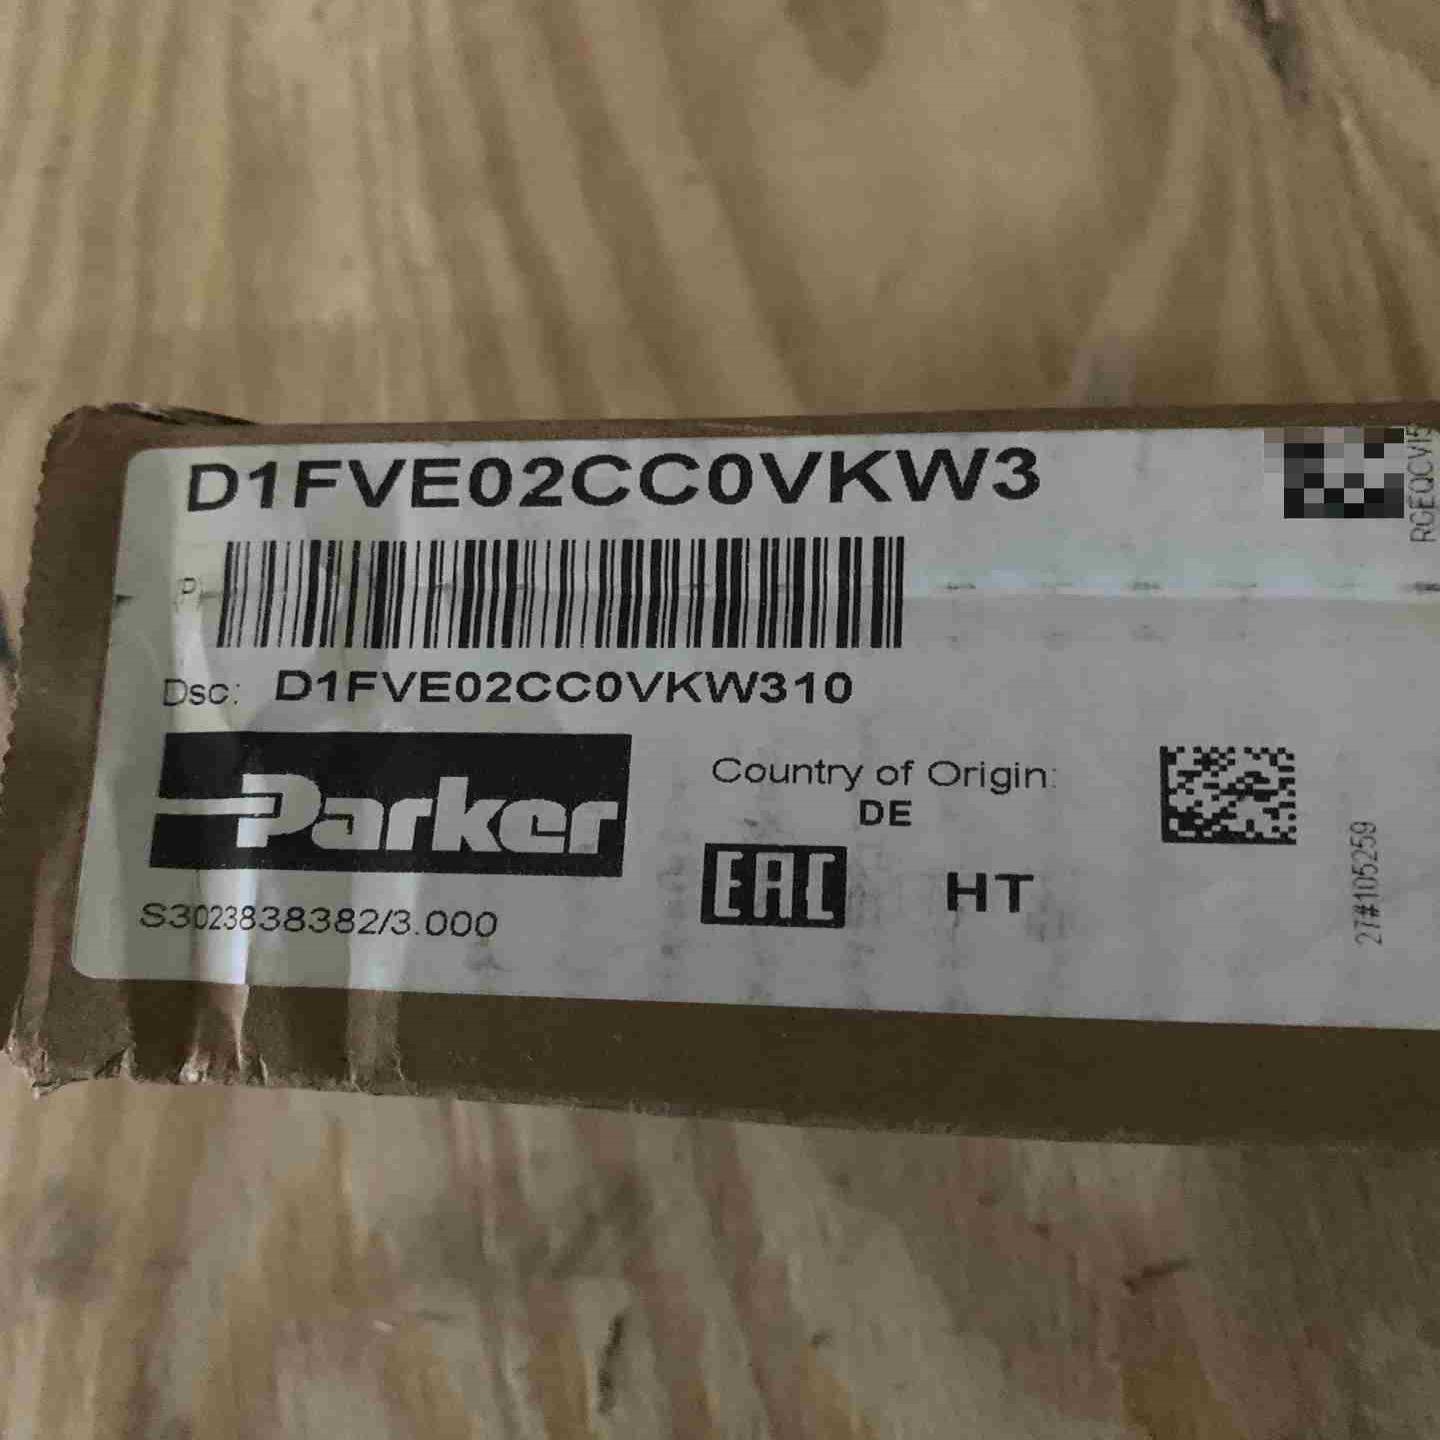 D1FVE02CC0VKW3
P
Dsc: D1FVE02CC0VKW310
Parker
Country of Origin:
DE
EAC
HT
S3023838382/3.000
27#105259